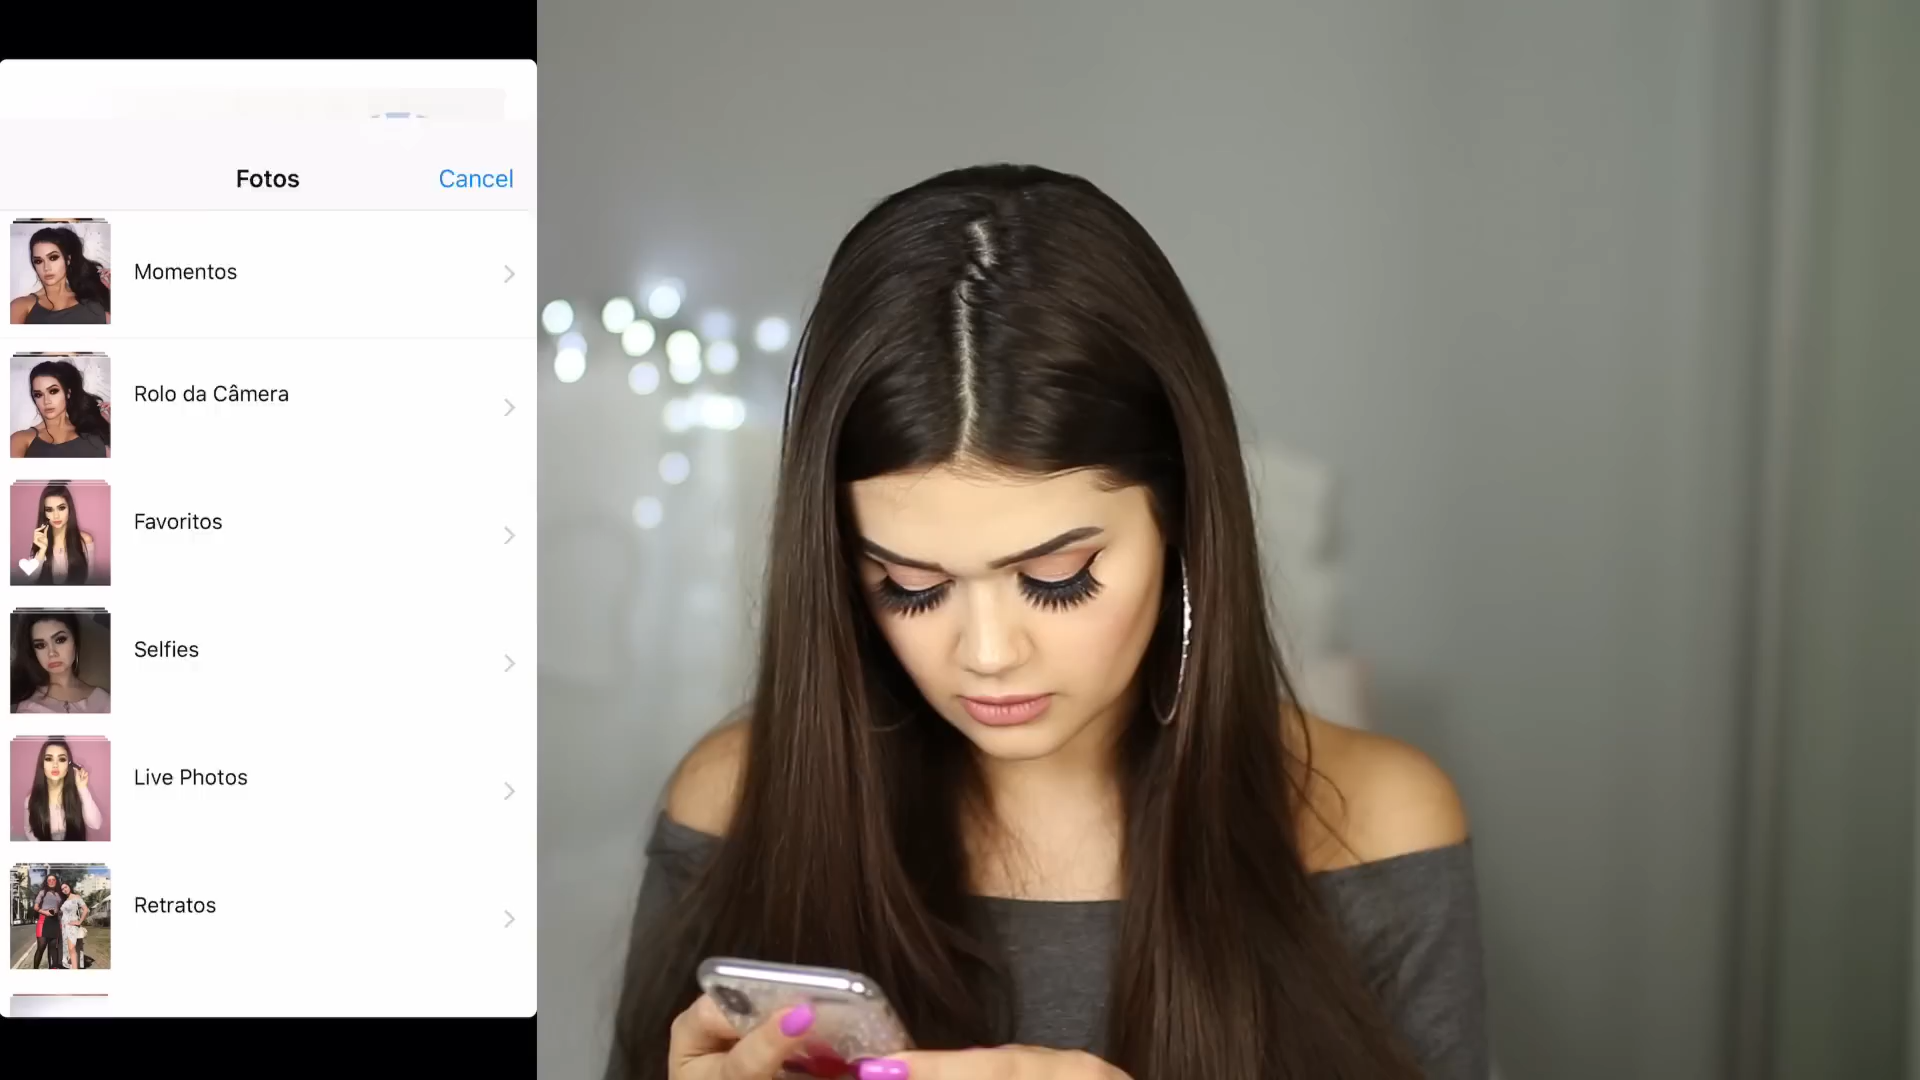 Fotos
Cancel
Momentos
Rolo da Câmera
Favoritos
Selfies
Live Photos
Retratos